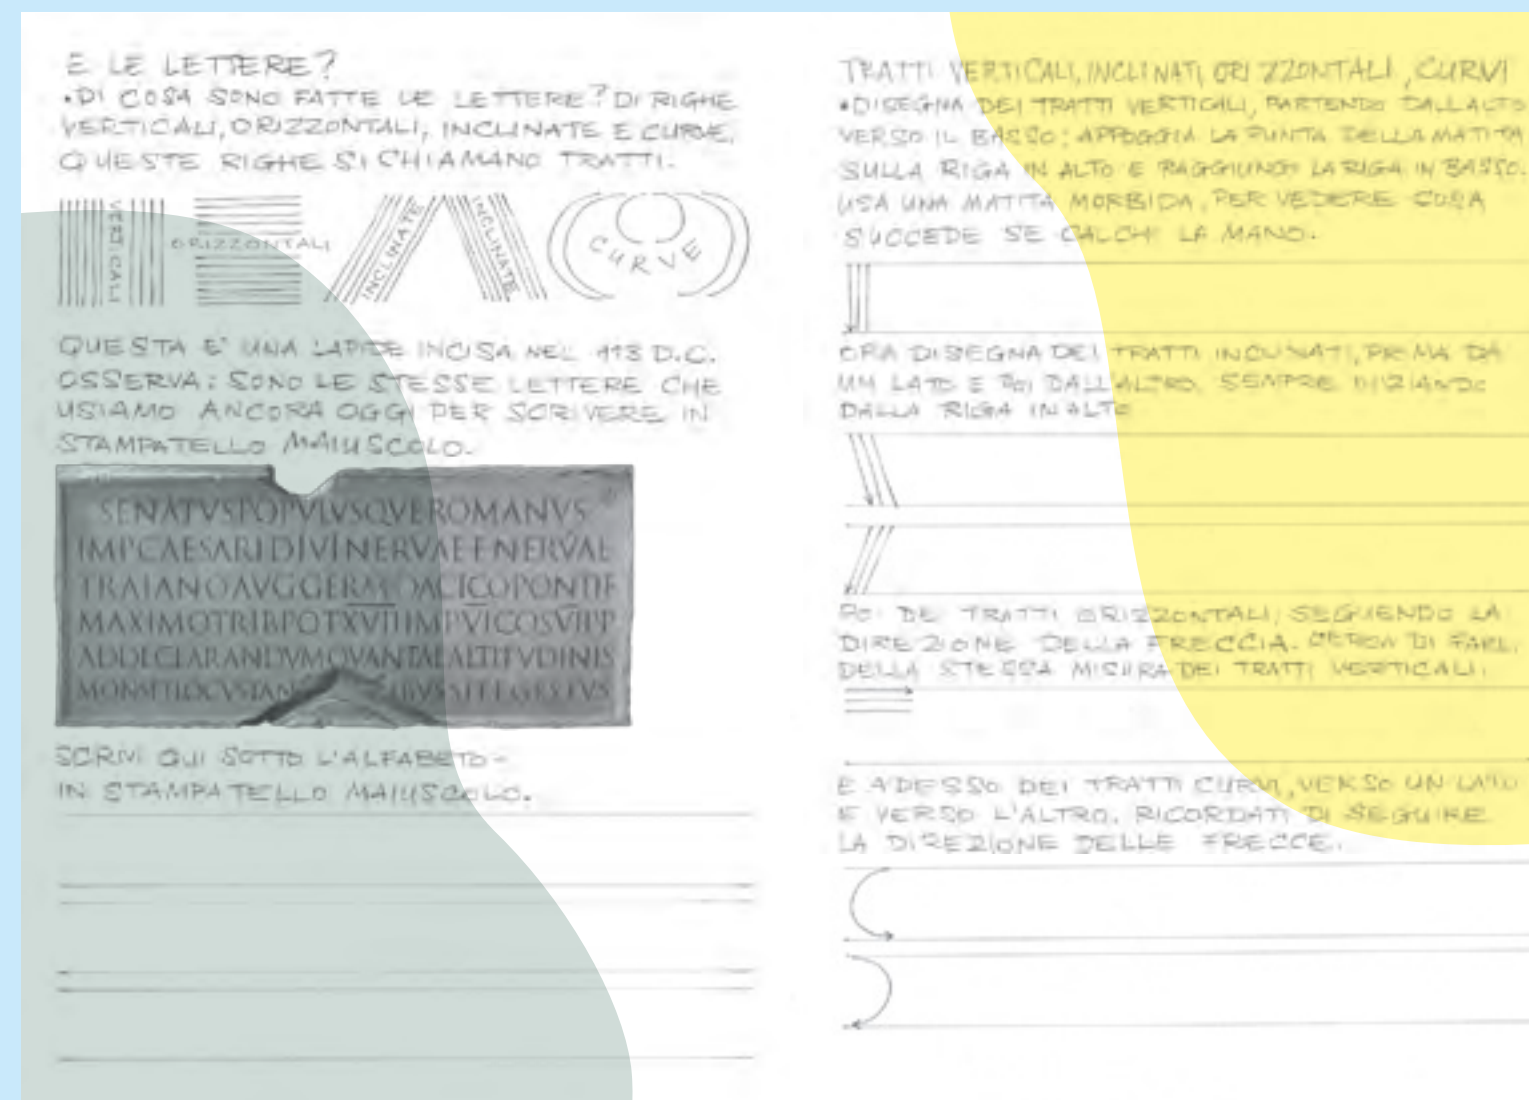 E LE LETTERE?
•DI COSA SONO FATTE LE LETTERE? DI RIGHE
VERTICALI, ORIZZONTALI, INCLINATE E CURVE.
QUESTE RIGHE SI CHIAMANO TRATTI.
VERTICALI
ORIZZONTALI
INCLINATE
INCLINATE
CURVE
QUESTA E' UNA LAPIDE INCISA NEL 113 D.C.
OSSERVA: SONO LE STESSE LETTERE CHE
USIAMO ANCORA OGGI PER SCRIVERE IN
STAMPATELLO MAIUSCOLO.
SENATVSPOPVLVSQVEROMANVS
IMPCAESARIDIVINERVAEFNERVAE
TRAIANOAVGGERMDACICOPONTIF
MAXIMOTRIBPOTXVIIIMPVICOSVIPP
ADDECLARANDVMQVANTAEALTITVDINIS
MONSETLOCVSTAN IBVSSITEGESTVS
SCRIVI QUI SOTTO L'ALFABETO-
IN STAMPATELLO MAIUSCOLO.
TRATTI VERTICALI, INCLINATI, ORIZZONTALI, CURVI
•DISEGNA DEI TRATTI VERTICALI, PARTENDO DALL'ALTO
VERSO IL BASSO: APPOGGIA LA PUNTA DELLA MATITA
SULLA RIGA IN ALTO E RAGGIUNGI LA RIGA IN BASSO.
USA UNA MATITA MORBIDA, PER VEDERE COSA
SUCCEDE SE CALCHI LA MANO.
ORA DISEGNA DEI TRATTI INCLINATI, PRIMA DA
UN LATO E POI DALL'ALTRO, SEMPRE INIZIANDO
DALLA RIGA IN ALTO
POI DEI TRATTI ORIZZONTALI, SEGUENDO LA
DIREZIONE DELLA FRECCIA. CERCA DI FARLI
DELLA STESSA MISURA DEI TRATTI VERTICALI.
E ADESSO DEI TRATTI CURVI, VERSO UN LATO
E VERSO L'ALTRO. RICORDATI DI SEGUIRE
LA DIREZIONE DELLE FRECCE.